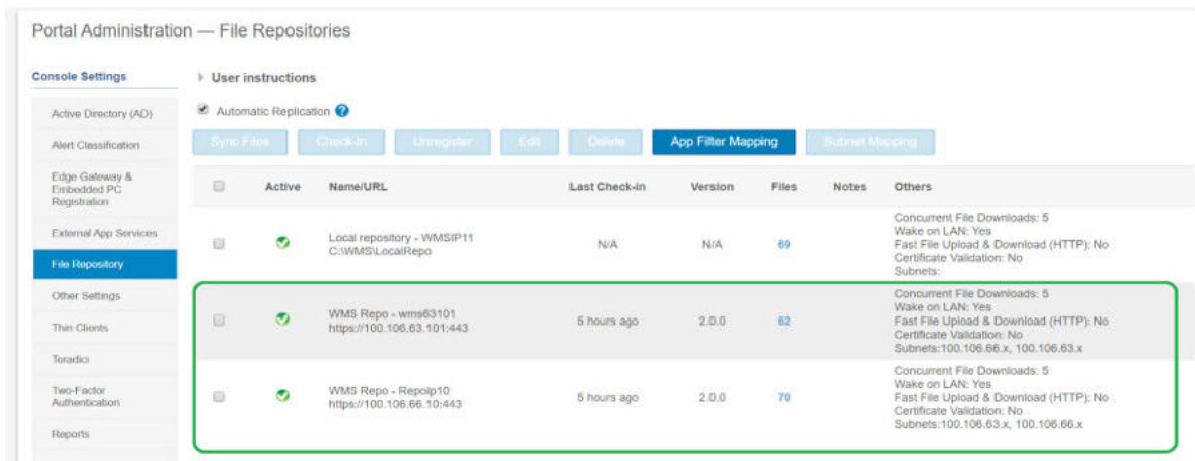 Portal Administration — File Repositories
Console Settings
Active Directory (AD)
Alert Classification
Edge Gateway &
Embedded PC
Registration
External App Services
File Repository
Other Settings
Thin Clients
Teradici
Two-Factor
Authentication
Reports
User instructions
Automatic Replication ?
Sync Files Check-In Unregister Edit Delete App Filter Mapping Subnet Mapping
Active Name/URL Last Check-in Version Files Notes Others
Local repository - WMSIP11
C:\WMS\LocalRepo
N/A N/A 69
Concurrent File Downloads: 5
Wake on LAN: Yes
Fast File Upload & Download (HTTP): No
Certificate Validation: No
Subnets:
WMS Repo - wms63101
https://100.106.63.101:443
5 hours ago 2.0.0 62
Concurrent File Downloads: 5
Wake on LAN: Yes
Fast File Upload & Download (HTTP): No
Certificate Validation: No
Subnets:100.106.66.x, 100.106.63.x
WMS Repo - RepoIp10
https://100.106.66.10:443
5 hours ago 2.0.0 70
Concurrent File Downloads: 5
Wake on LAN: Yes
Fast File Upload & Download (HTTP): No
Certificate Validation: No
Subnets:100.106.63.x, 100.106.66.x